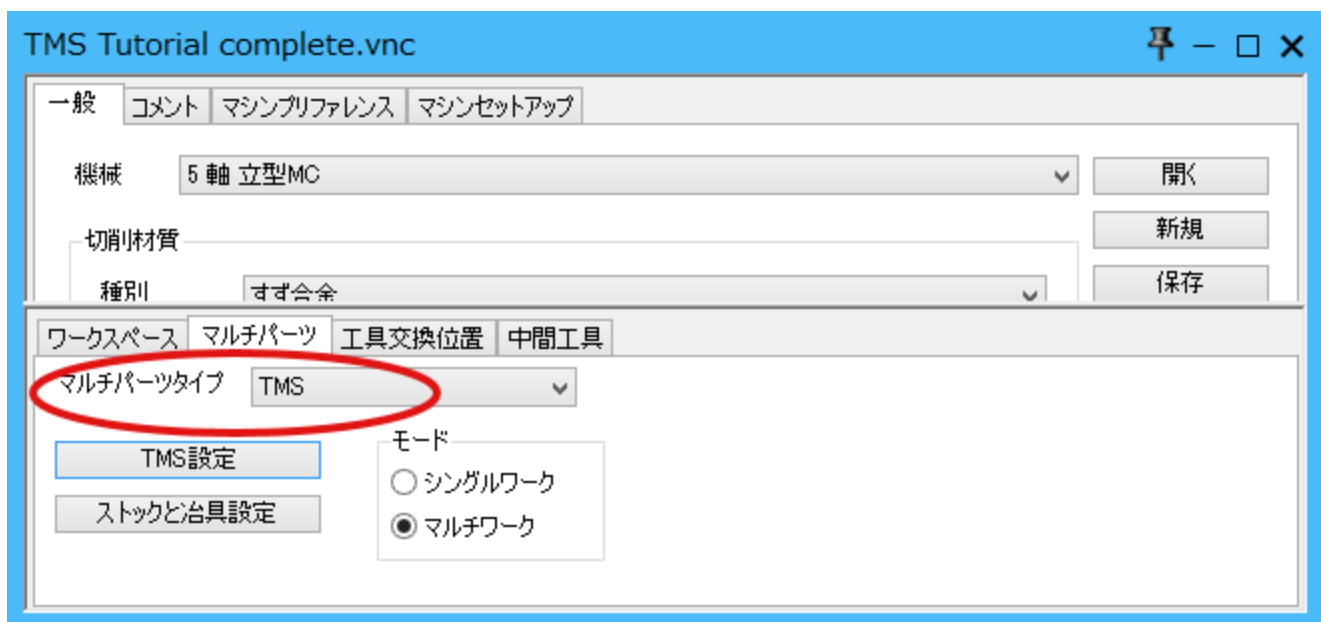 TMS Tutorial complete.vnc
一般 コメント マシンプリファレンス マシンセットアップ
機械 5 軸 立型MC 開く
新規
切削材質
種別 すず合金 保存
ワークスペース マルチパーツ 工具交換位置 中間工具
マルチパーツタイプ TMS
TMS設定
モード
シングルワーク
ストックと冶具設定
マルチワーク